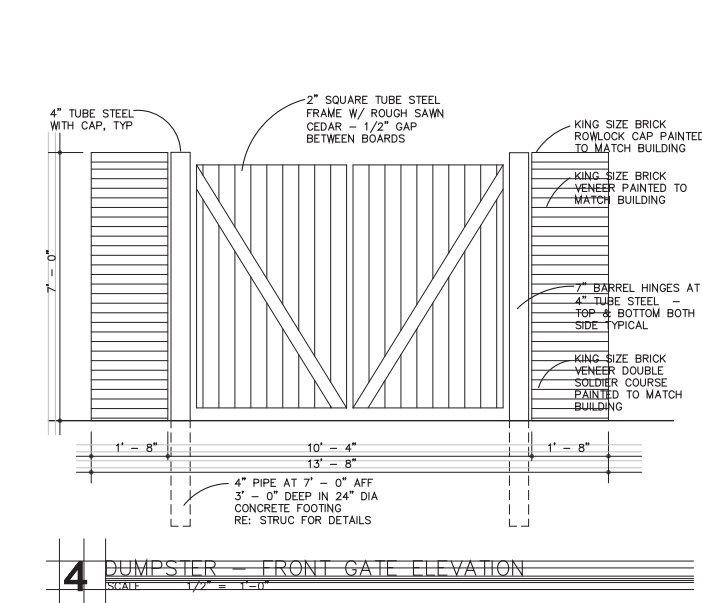 2" SQUARE TUBE STEEL
FRAME W/ ROUGH SAWN
CEDAR – 1/2" GAP
BETWEEN BOARDS
4" TUBE STEEL
WITH CAP, TYP
KING SIZE BRICK
ROWLOCK CAP PAINTED
TO MATCH BUILDING
KING SIZE BRICK
VENEER PAINTED TO
MATCH BUILDING
7' – 0"
7" BARREL HINGES AT
4" TUBE STEEL –
TOP & BOTTOM BOTH
SIDE TYPICAL
KING SIZE BRICK
VENEER DOUBLE
SOLDIER COURSE
PAINTED TO MATCH
BUILDING
1' – 8"
10' – 4"
1' – 8"
13' – 8"
4" PIPE AT 7' – 0" AFF
3' – 0" DEEP IN 24" DIA
CONCRETE FOOTING
RE: STRUC FOR DETAILS
4
DUMPSTER – FRONT GATE ELEVATION
SCALE 1/2" = 1'-0"